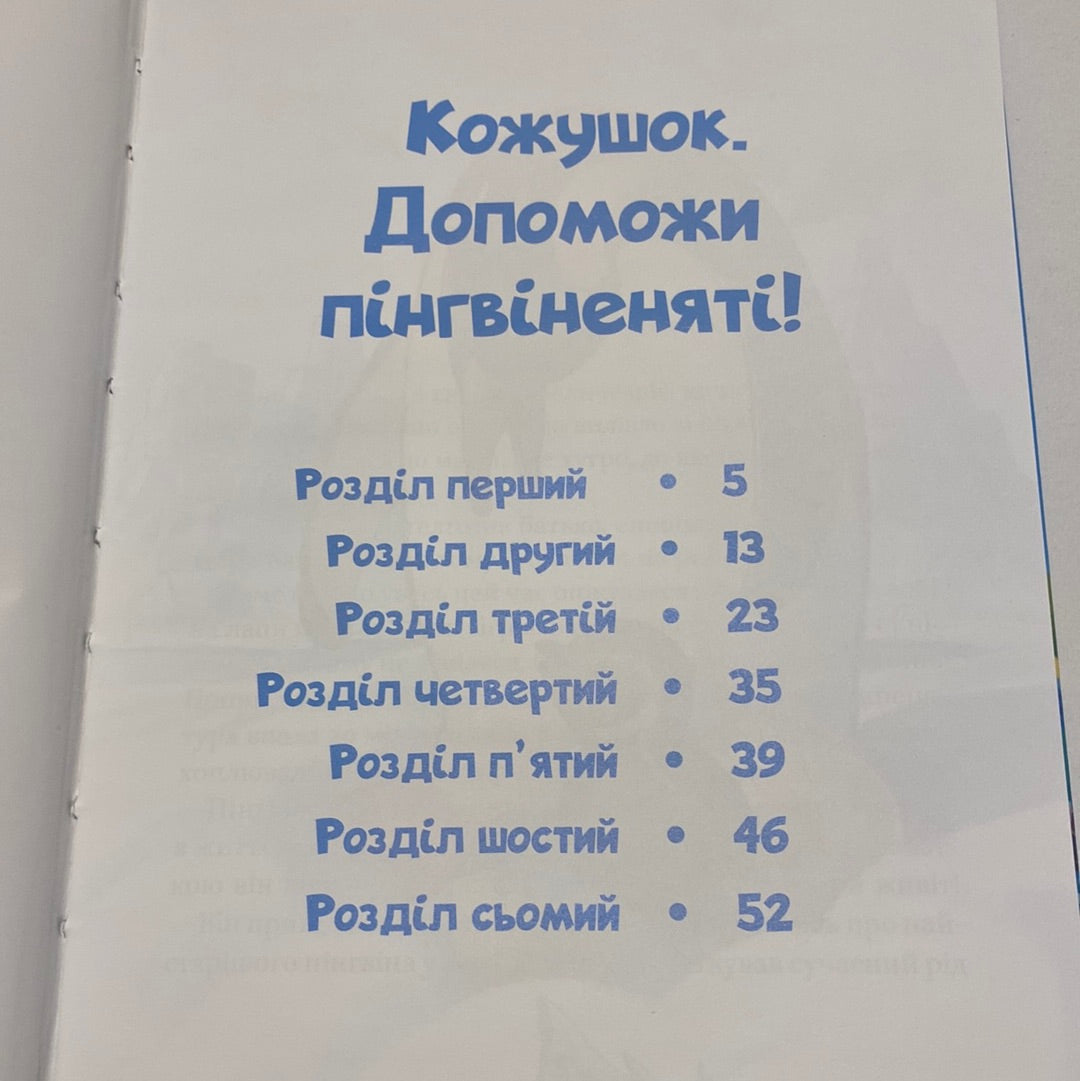 Кожушок.
Допоможи
пінгвіненяті!
Розділ перший • 5
Розділ другий • 13
Розділ третій • 23
Розділ четвертий • 35
Розділ п'ятий • 39
Розділ шостий • 46
Розділ сьомий • 52